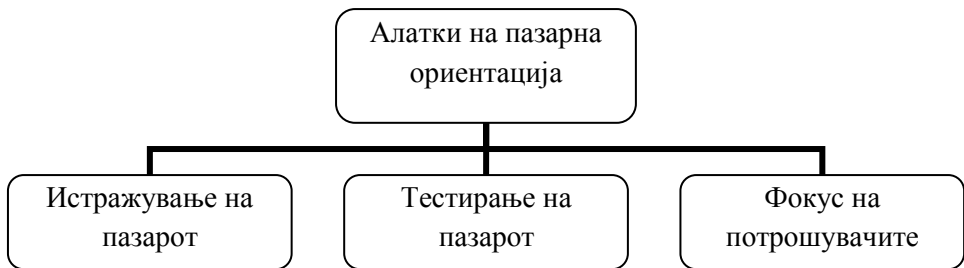 Алатки на пазарна
ориентација
Истражување на
пазарот
Тестирање на
пазарот
Фокус на
потрошувачите